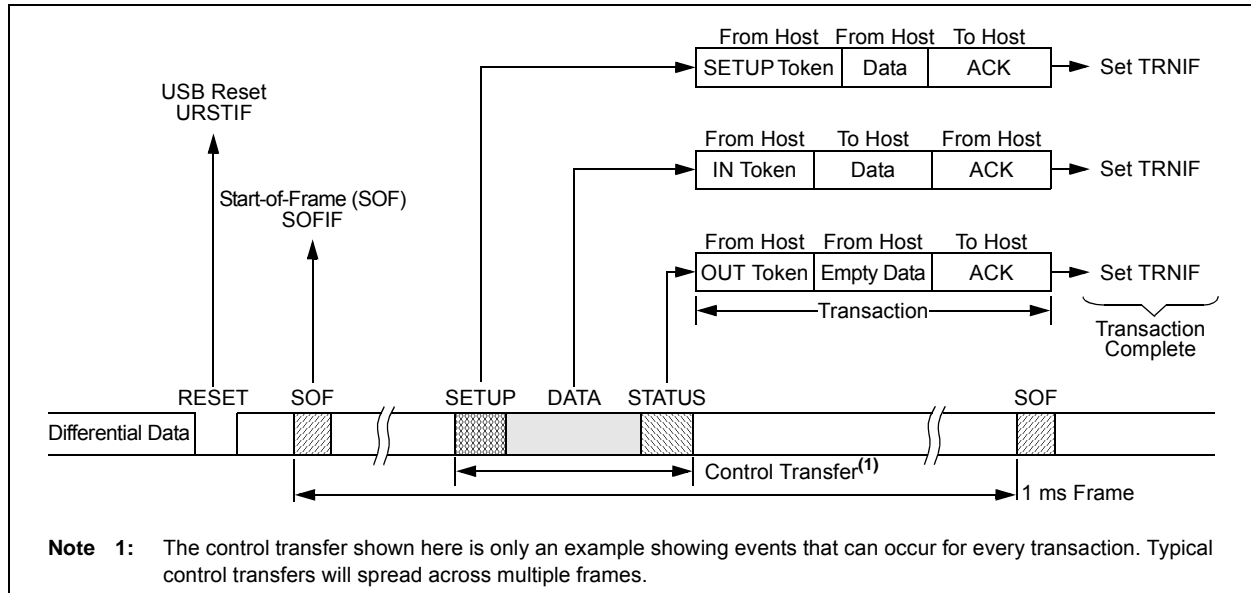 From Host From Host To Host
SETUP Token Data ACK Set TRNIF
USB Reset
URSTIF
From Host To Host From Host
IN Token Data ACK Set TRNIF
Start-of-Frame (SOF)
SOFIF
From Host From Host To Host
OUT Token Empty Data ACK Set TRNIF
Transaction
Transaction
Complete
RESET SOF SETUP DATA STATUS SOF
Differential Data
Control Transfer(1)
1 ms Frame
Note 1: The control transfer shown here is only an example showing events that can occur for every transaction. Typical
control transfers will spread across multiple frames.